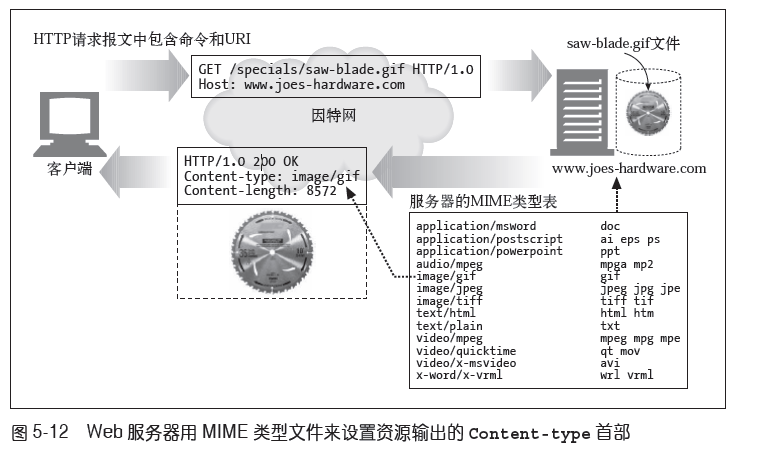 HTTP请求报文中包含命令和URI
GET /specials/saw-blade.gif HTTP/1.0
Host: www.joes-hardware.com
saw-blade.gif文件
因特网
客户端
HTTP/1.0 200 OK
Content-type: image/gif
Content-length: 8572
www.joes-hardware.com
服务器的MIME类型表
application/msword doc
application/postscript ai eps ps
application/powerpoint ppt
audio/mpeg mpga mp2
image/gif gif
image/jpeg jpeg jpg jpe
image/tiff tiff tif
text/html html htm
text/plain txt
video/mpeg mpeg mpg mpe
video/quicktime qt mov
video/x-msvideo avi
x-word/x-vrml wrl vrml
图 5-12 Web 服务器用 MIME 类型文件来设置资源输出的 Content-type 首部